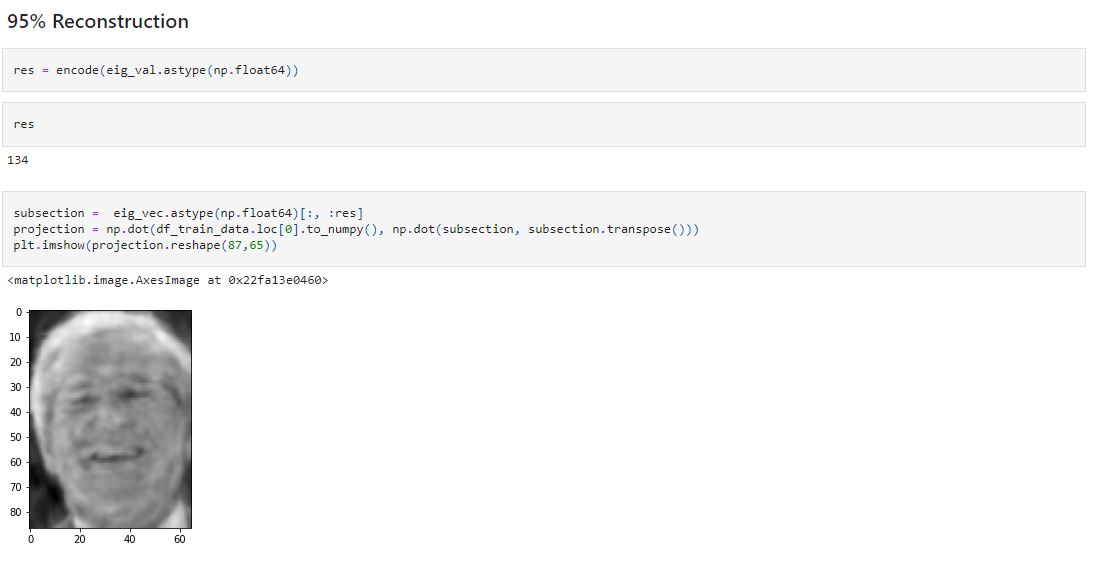 95% Reconstruction
res = encode(eig_val.astype(np.float64))
res
134
subsection =  eig_vec.astype(np.float64)[:, :res]
projection = np.dot(df_train_data.loc[0].to_numpy(), np.dot(subsection, subsection.transpose()))
plt.imshow(projection.reshape(87,65))
<matplotlib.image.AxesImage at 0x22fa13e0460>
0
10
20
30
40
50
60
70
80
0 20 40 60